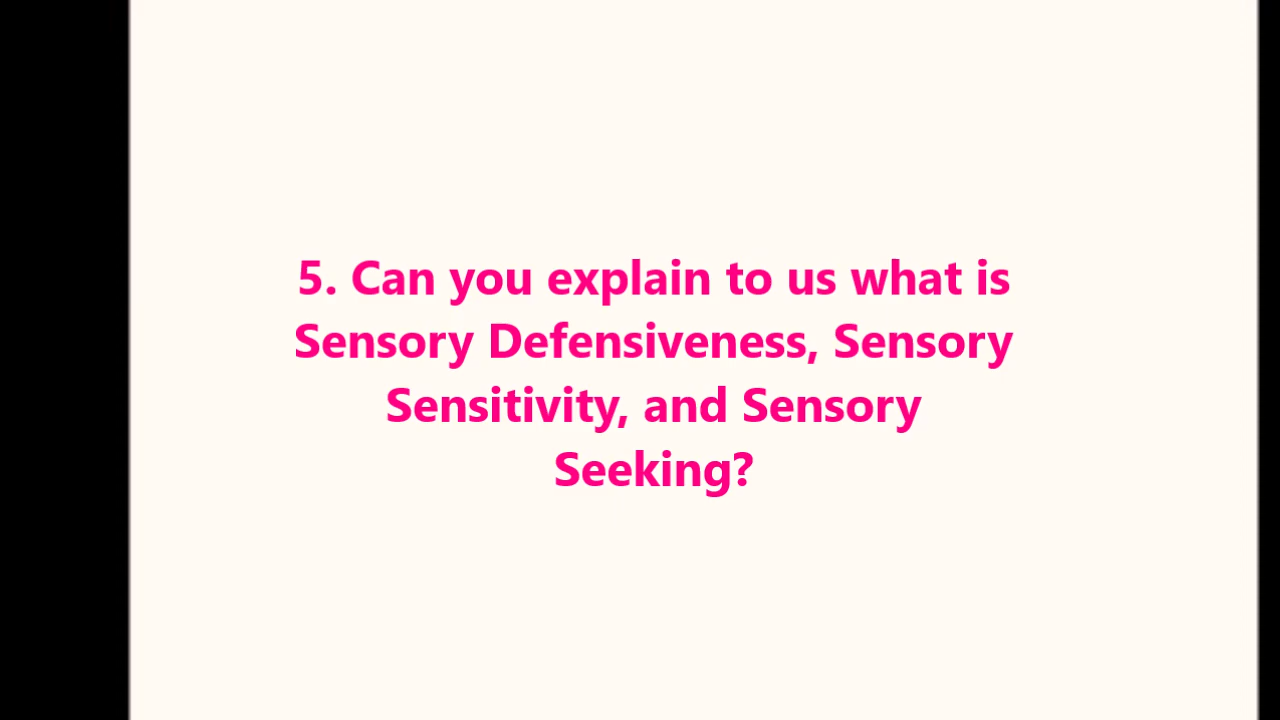 5. Can you explain to us what is
Sensory Defensiveness, Sensory
Sensitivity, and Sensory
Seeking?